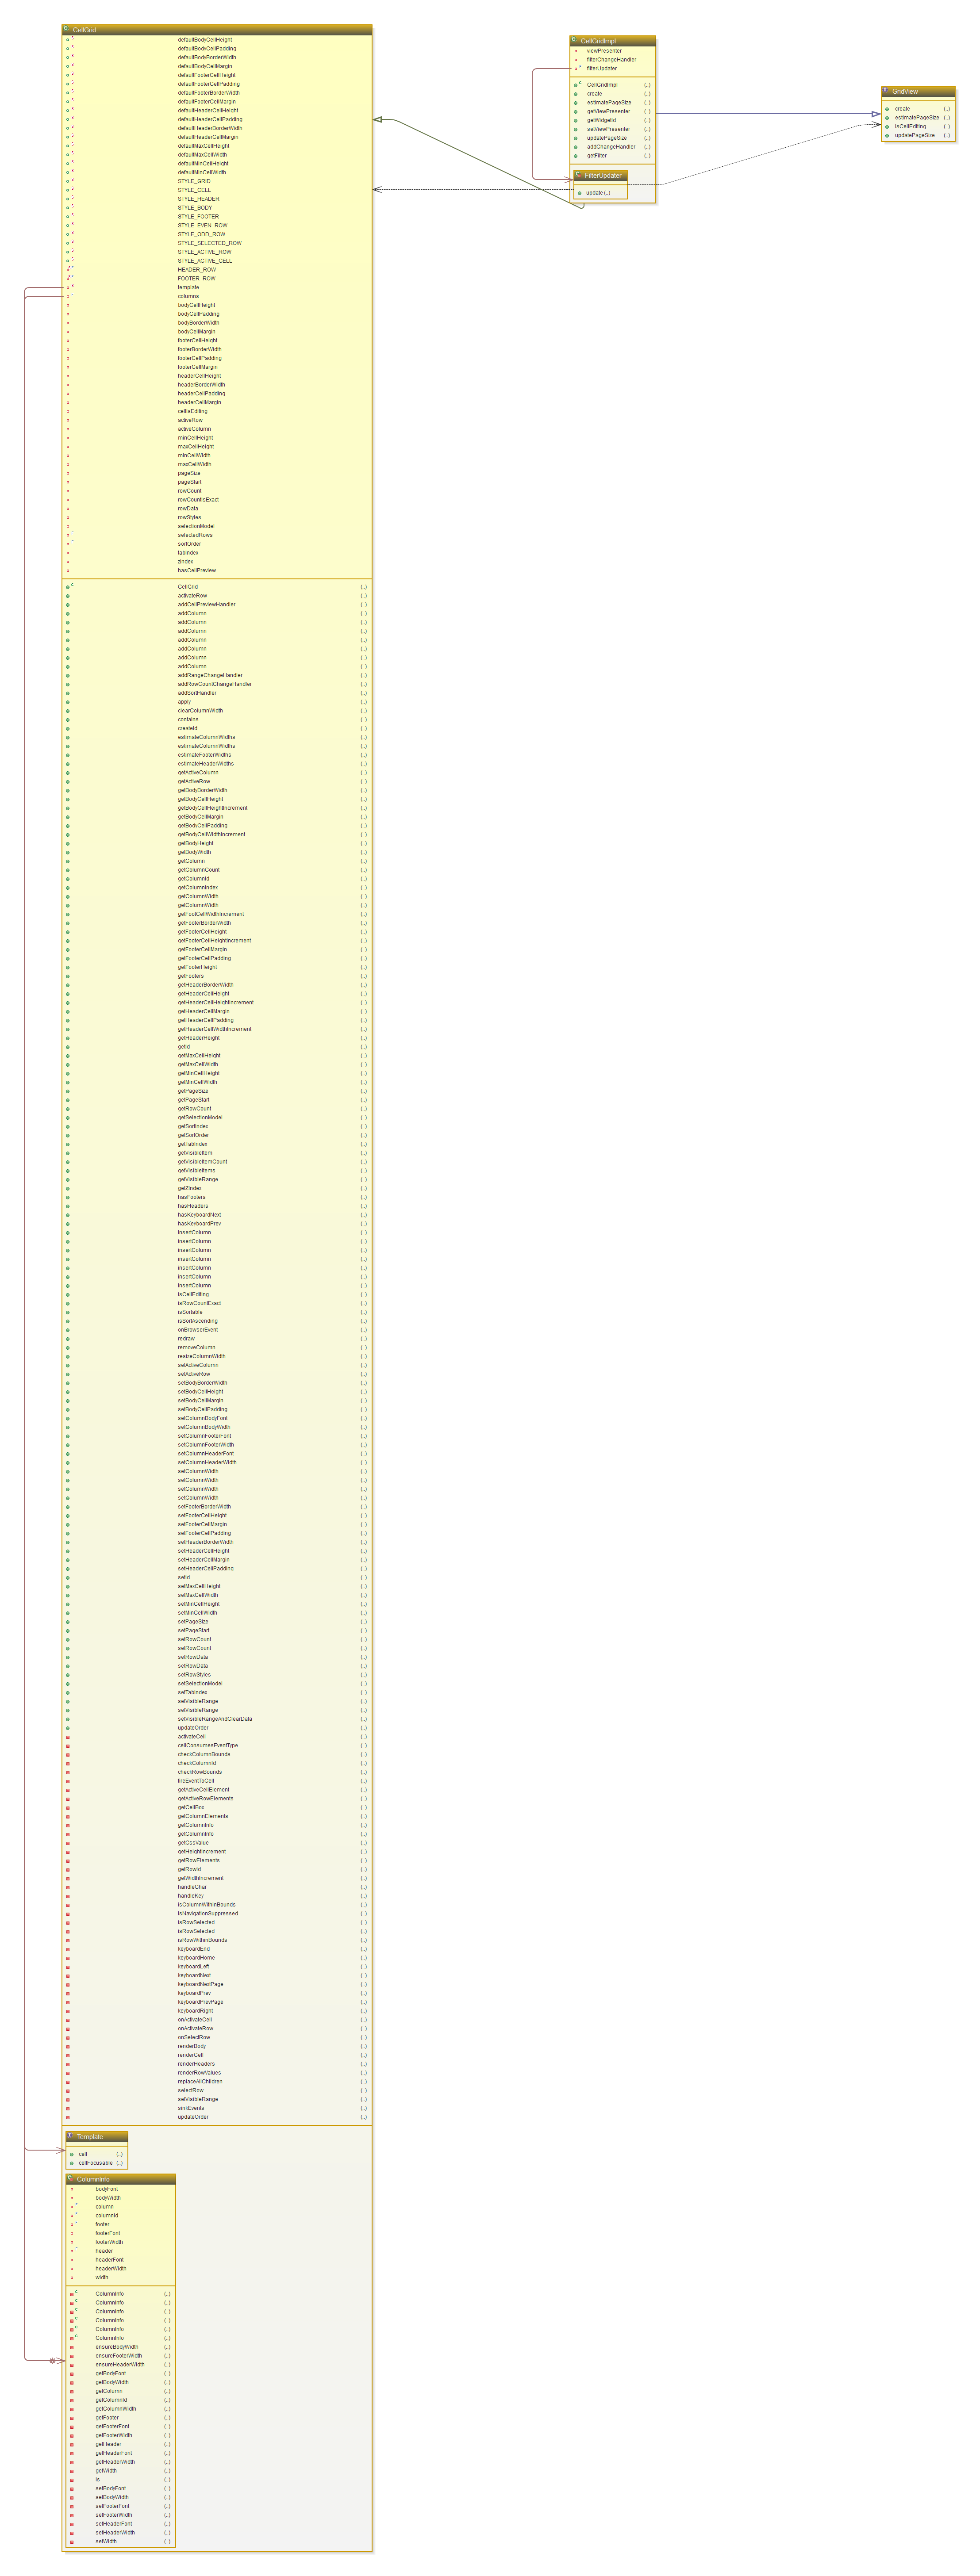 CellGrid
defaultBodyCellHeight
defaultBodyCellPadding
defaultBodyBorderWidth
defaultBodyCellMargin
defaultFooterCellHeight
defaultFooterCellPadding
defaultFooterBorderWidth
defaultFooterCellMargin
defaultHeaderCellHeight
defaultHeaderCellPadding
defaultHeaderBorderWidth
defaultHeaderCellMargin
defaultMaxCellHeight
defaultMaxCellWidth
defaultMinCellHeight
defaultMinCellWidth
STYLE_GRID
STYLE_CELL
STYLE_HEADER
STYLE_BODY
STYLE_FOOTER
STYLE_EVEN_ROW
STYLE_ODD_ROW
STYLE_SELECTED_ROW
STYLE_ACTIVE_ROW
STYLE_ACTIVE_CELL
HEADER_ROW
FOOTER_ROW
template
columns
bodyCellHeight
bodyCellPadding
bodyBorderWidth
bodyCellMargin
footerCellHeight
footerBorderWidth
footerCellPadding
footerCellMargin
headerCellHeight
headerBorderWidth
headerCellPadding
headerCellMargin
cellIsEditing
activeRow
activeColumn
minCellHeight
maxCellHeight
minCellWidth
maxCellWidth
pageSize
pageStart
rowCount
rowCountIsExact
rowData
rowStyles
selectionModel
selectedRows
sortOrder
tabIndex
zIndex
hasCellPreview
CellGrid (..)
activateRow (..)
addCellPreviewHandler (..)
addColumn (..)
addColumn (..)
addColumn (..)
addColumn (..)
addColumn (..)
addColumn (..)
addColumn (..)
addRangeChangeHandler (..)
addRowCountChangeHandler (..)
addSortHandler (..)
apply (..)
clearColumnWidth (..)
contains (..)
createId (..)
estimateColumnWidths (..)
estimateColumnWidths (..)
estimateFooterWidths (..)
estimateHeaderWidths (..)
getActiveColumn (..)
getActiveRow (..)
getBodyBorderWidth (..)
getBodyCellHeight (..)
getBodyCellHeightIncrement (..)
getBodyCellMargin (..)
getBodyCellPadding (..)
getBodyCellWidthIncrement (..)
getBodyHeight (..)
getBodyWidth (..)
getColumn (..)
getColumnCount (..)
getColumnId (..)
getColumnIndex (..)
getColumnWidth (..)
getColumnWidth (..)
getFootCellWidthIncrement (..)
getFooterBorderWidth (..)
getFooterCellHeight (..)
getFooterCellHeightIncrement (..)
getFooterCellMargin (..)
getFooterCellPadding (..)
getFooterHeight (..)
getFooters (..)
getHeaderBorderWidth (..)
getHeaderCellHeight (..)
getHeaderCellHeightIncrement (..)
getHeaderCellMargin (..)
getHeaderCellPadding (..)
getHeaderCellWidthIncrement (..)
getHeaderHeight (..)
getId (..)
getMaxCellHeight (..)
getMaxCellWidth (..)
getMinCellHeight (..)
getMinCellWidth (..)
getPageSize (..)
getPageStart (..)
getRowCount (..)
getSelectionModel (..)
getSortIndex (..)
getSortOrder (..)
getTabIndex (..)
getVisibleItem (..)
getVisibleItemCount (..)
getVisibleItems (..)
getVisibleRange (..)
getZIndex (..)
hasFooters (..)
hasHeaders (..)
hasKeyboardNext (..)
hasKeyboardPrev (..)
insertColumn (..)
insertColumn (..)
insertColumn (..)
insertColumn (..)
insertColumn (..)
insertColumn (..)
insertColumn (..)
isCellEditing (..)
isRowCountExact (..)
isSortable (..)
isSortAscending (..)
onBrowserEvent (..)
redraw (..)
removeColumn (..)
resizeColumnWidth (..)
setActiveColumn (..)
setActiveRow (..)
setBodyBorderWidth (..)
setBodyCellHeight (..)
setBodyCellMargin (..)
setBodyCellPadding (..)
setColumnBodyFont (..)
setColumnBodyWidth (..)
setColumnFooterFont (..)
setColumnFooterWidth (..)
setColumnHeaderFont (..)
setColumnHeaderWidth (..)
setColumnWidth (..)
setColumnWidth (..)
setColumnWidth (..)
setColumnWidth (..)
setFooterBorderWidth (..)
setFooterCellHeight (..)
setFooterCellMargin (..)
setFooterCellPadding (..)
setHeaderBorderWidth (..)
setHeaderCellHeight (..)
setHeaderCellMargin (..)
setHeaderCellPadding (..)
setId (..)
setMaxCellHeight (..)
setMaxCellWidth (..)
setMinCellHeight (..)
setMinCellWidth (..)
setPageSize (..)
setPageStart (..)
setRowCount (..)
setRowCount (..)
setRowData (..)
setRowData (..)
setRowStyles (..)
setSelectionModel (..)
setTabIndex (..)
setVisibleRange (..)
setVisibleRange (..)
setVisibleRangeAndClearData (..)
updateOrder (..)
activateCell (..)
cellConsumesEventType (..)
checkColumnBounds (..)
checkColumnId (..)
checkRowBounds (..)
fireEventToCell (..)
getActiveCellElement (..)
getActiveRowElements (..)
getCellBox (..)
getColumnElements (..)
getColumnInfo (..)
getColumnInfo (..)
getCssValue (..)
getHeightIncrement (..)
getRowElements (..)
getRowId (..)
getWidthIncrement (..)
handleChar (..)
handleKey (..)
isColumnWithinBounds (..)
isNavigationSuppressed (..)
isRowSelected (..)
isRowSelected (..)
isRowWithinBounds (..)
keyboardEnd (..)
keyboardHome (..)
keyboardLeft (..)
keyboardNext (..)
keyboardNextPage (..)
keyboardPrev (..)
keyboardPrevPage (..)
keyboardRight (..)
onActivateCell (..)
onActivateRow (..)
onSelectRow (..)
renderBody (..)
renderCell (..)
renderHeaders (..)
renderRowValues (..)
replaceAllChildren (..)
selectRow (..)
setVisibleRange (..)
sinkEvents (..)
updateOrder (..)
Template
cell (..)
cellFocusable (..)
ColumnInfo
bodyFont
bodyWidth
column
columnId
footer
footerFont
footerWidth
header
headerFont
headerWidth
width
ColumnInfo (..)
ColumnInfo (..)
ColumnInfo (..)
ColumnInfo (..)
ColumnInfo (..)
ColumnInfo (..)
ensureBodyWidth (..)
ensureFooterWidth (..)
ensureHeaderWidth (..)
getBodyFont (..)
getBodyWidth (..)
getColumn (..)
getColumnId (..)
getColumnWidth (..)
getFooter (..)
getFooterFont (..)
getFooterWidth (..)
getHeader (..)
getHeaderFont (..)
getHeaderWidth (..)
getWidth (..)
is (..)
setBodyFont (..)
setBodyWidth (..)
setFooterFont (..)
setFooterWidth (..)
setHeaderFont (..)
setHeaderWidth (..)
setWidth (..)
CellGridImpl
viewPresenter
filterChangeHandler
filterUpdater
CellGridImpl (..)
create (..)
estimatePageSize (..)
getViewPresenter (..)
getWidgetId (..)
setViewPresenter (..)
updatePageSize (..)
addChangeHandler (..)
getFilter (..)
FilterUpdater
update (..)
GridView
create (..)
estimatePageSize (..)
isCellEditing (..)
updatePageSize (..)